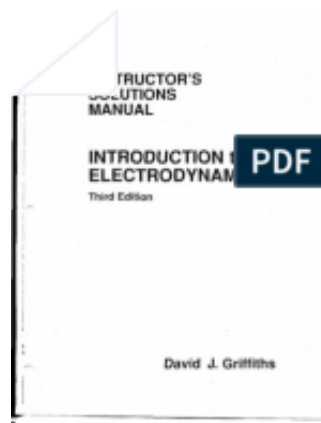 TRUCTOR'S
SOLUTIONS
MANUAL
INTRODUCTION t
ELECTRODYNAM
PDF
Third Edition
David J. Griffiths